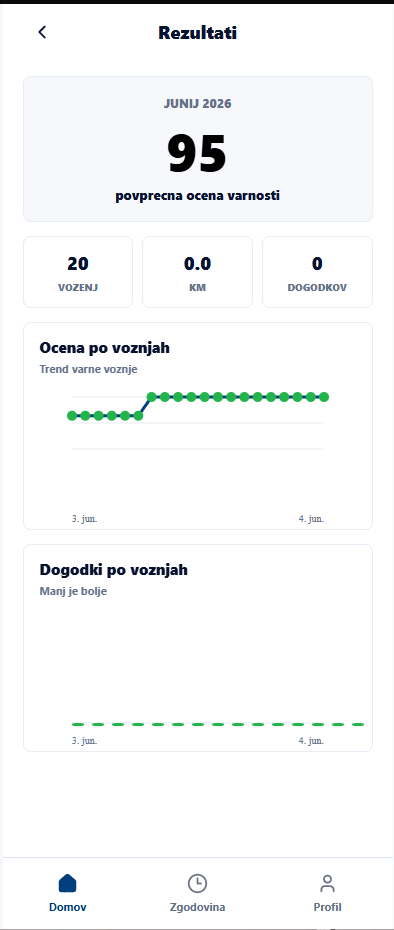 Rezultati
JUNIJ 2026
95
povprecna ocena varnosti
20
VOZENJ
0.0
KM
0
DOGODKOV
Ocena po voznjah
Trend varne voznje
3. jun.
4. jun.
Dogodki po voznjah
Manj je bolje
3. jun.
4. jun.
Domov
Zgodovina
Profil